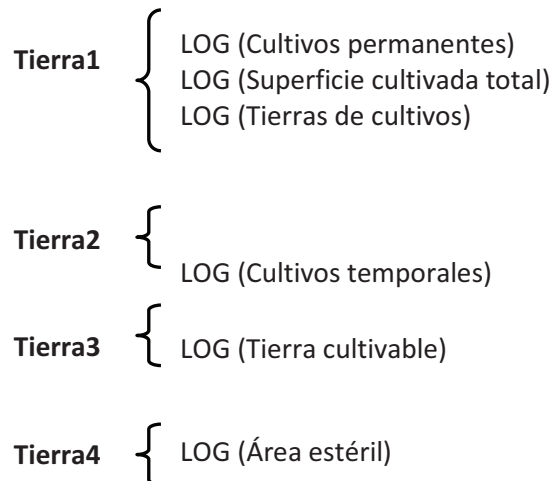 Tierra1
LOG (Cultivos permanentes)
LOG (Superficie cultivada total)
LOG (Tierras de cultivos)
Tierra2
LOG (Cultivos temporales)
Tierra3
LOG (Tierra cultivable)
Tierra4
LOG (Área estéril)